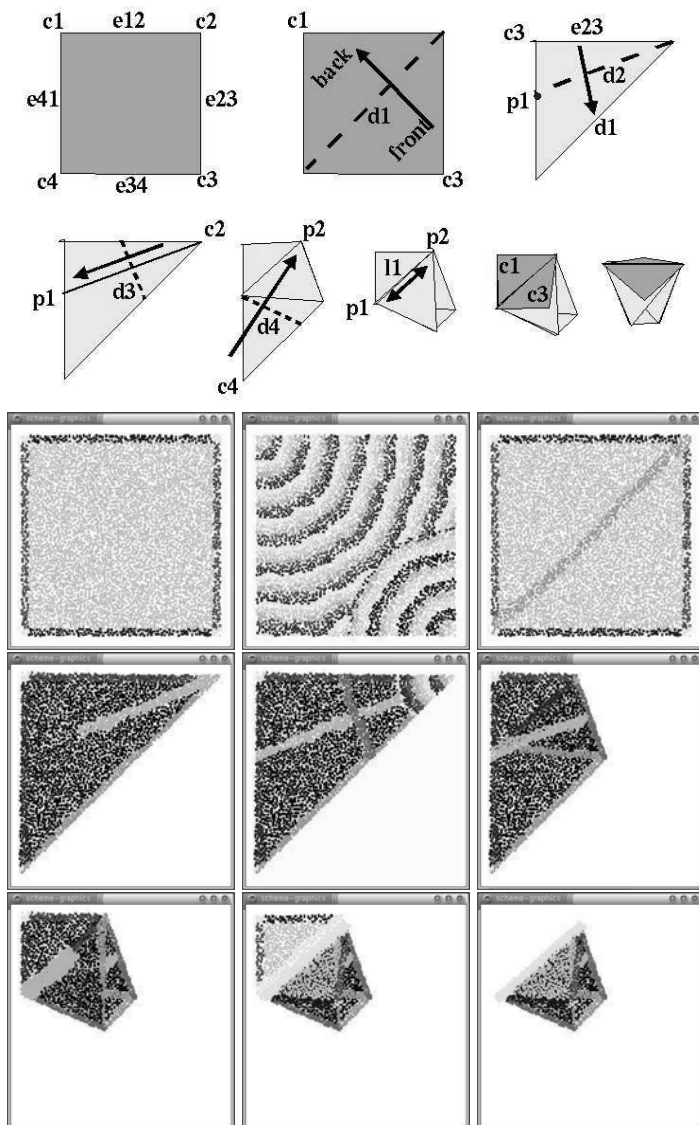 c1 e12 c2
e41 e23
c4 e34 c3
c1
back
d1
front
c3
c3 e23
d2
p1
d1
c2
p1
d3
p2
d4
c4
p2
l1
p1
c1
c3
scheme-graphics
scheme-graphics
scheme-graphics
scheme-graphics
scheme-graphics
scheme-graphics
scheme-graphics
scheme-graphics
scheme-graphics